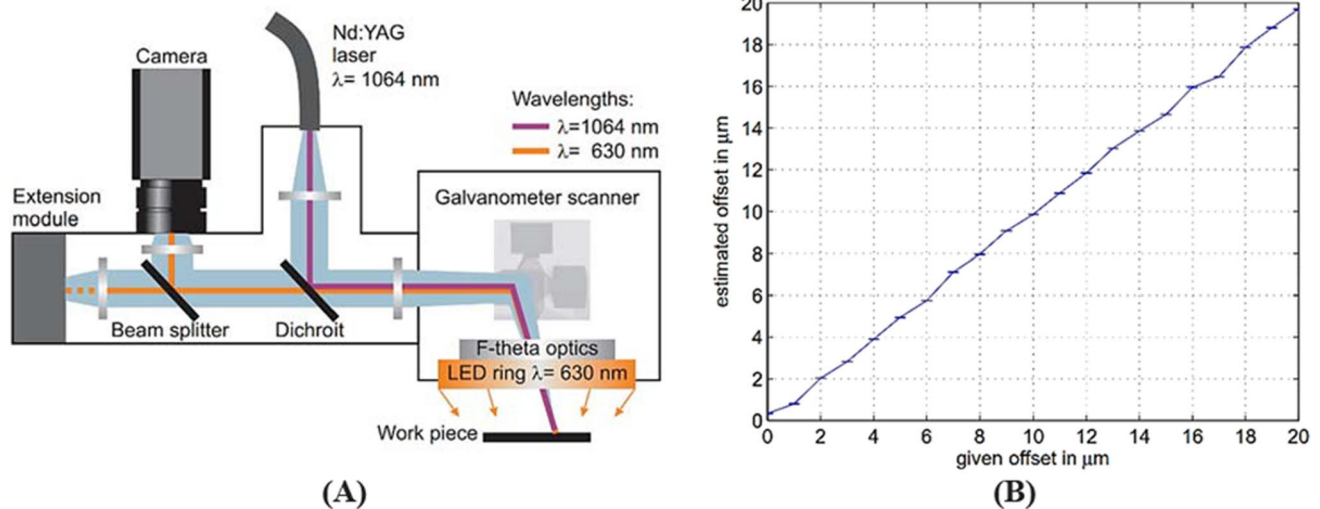 Camera
Nd:YAG
laser
λ= 1064 nm
Wavelengths:
λ=1064 nm
λ= 630 nm
Extension
module
Galvanometer scanner
Beam splitter
Dichroit
F-theta optics
LED ring λ= 630 nm
Work piece
(A)
20
18
16
14
12
10
8
6
4
2
0
estimated offset in μm
0 2 4 6 8 10 12 14 16 18 20
given offset in μm
(B)